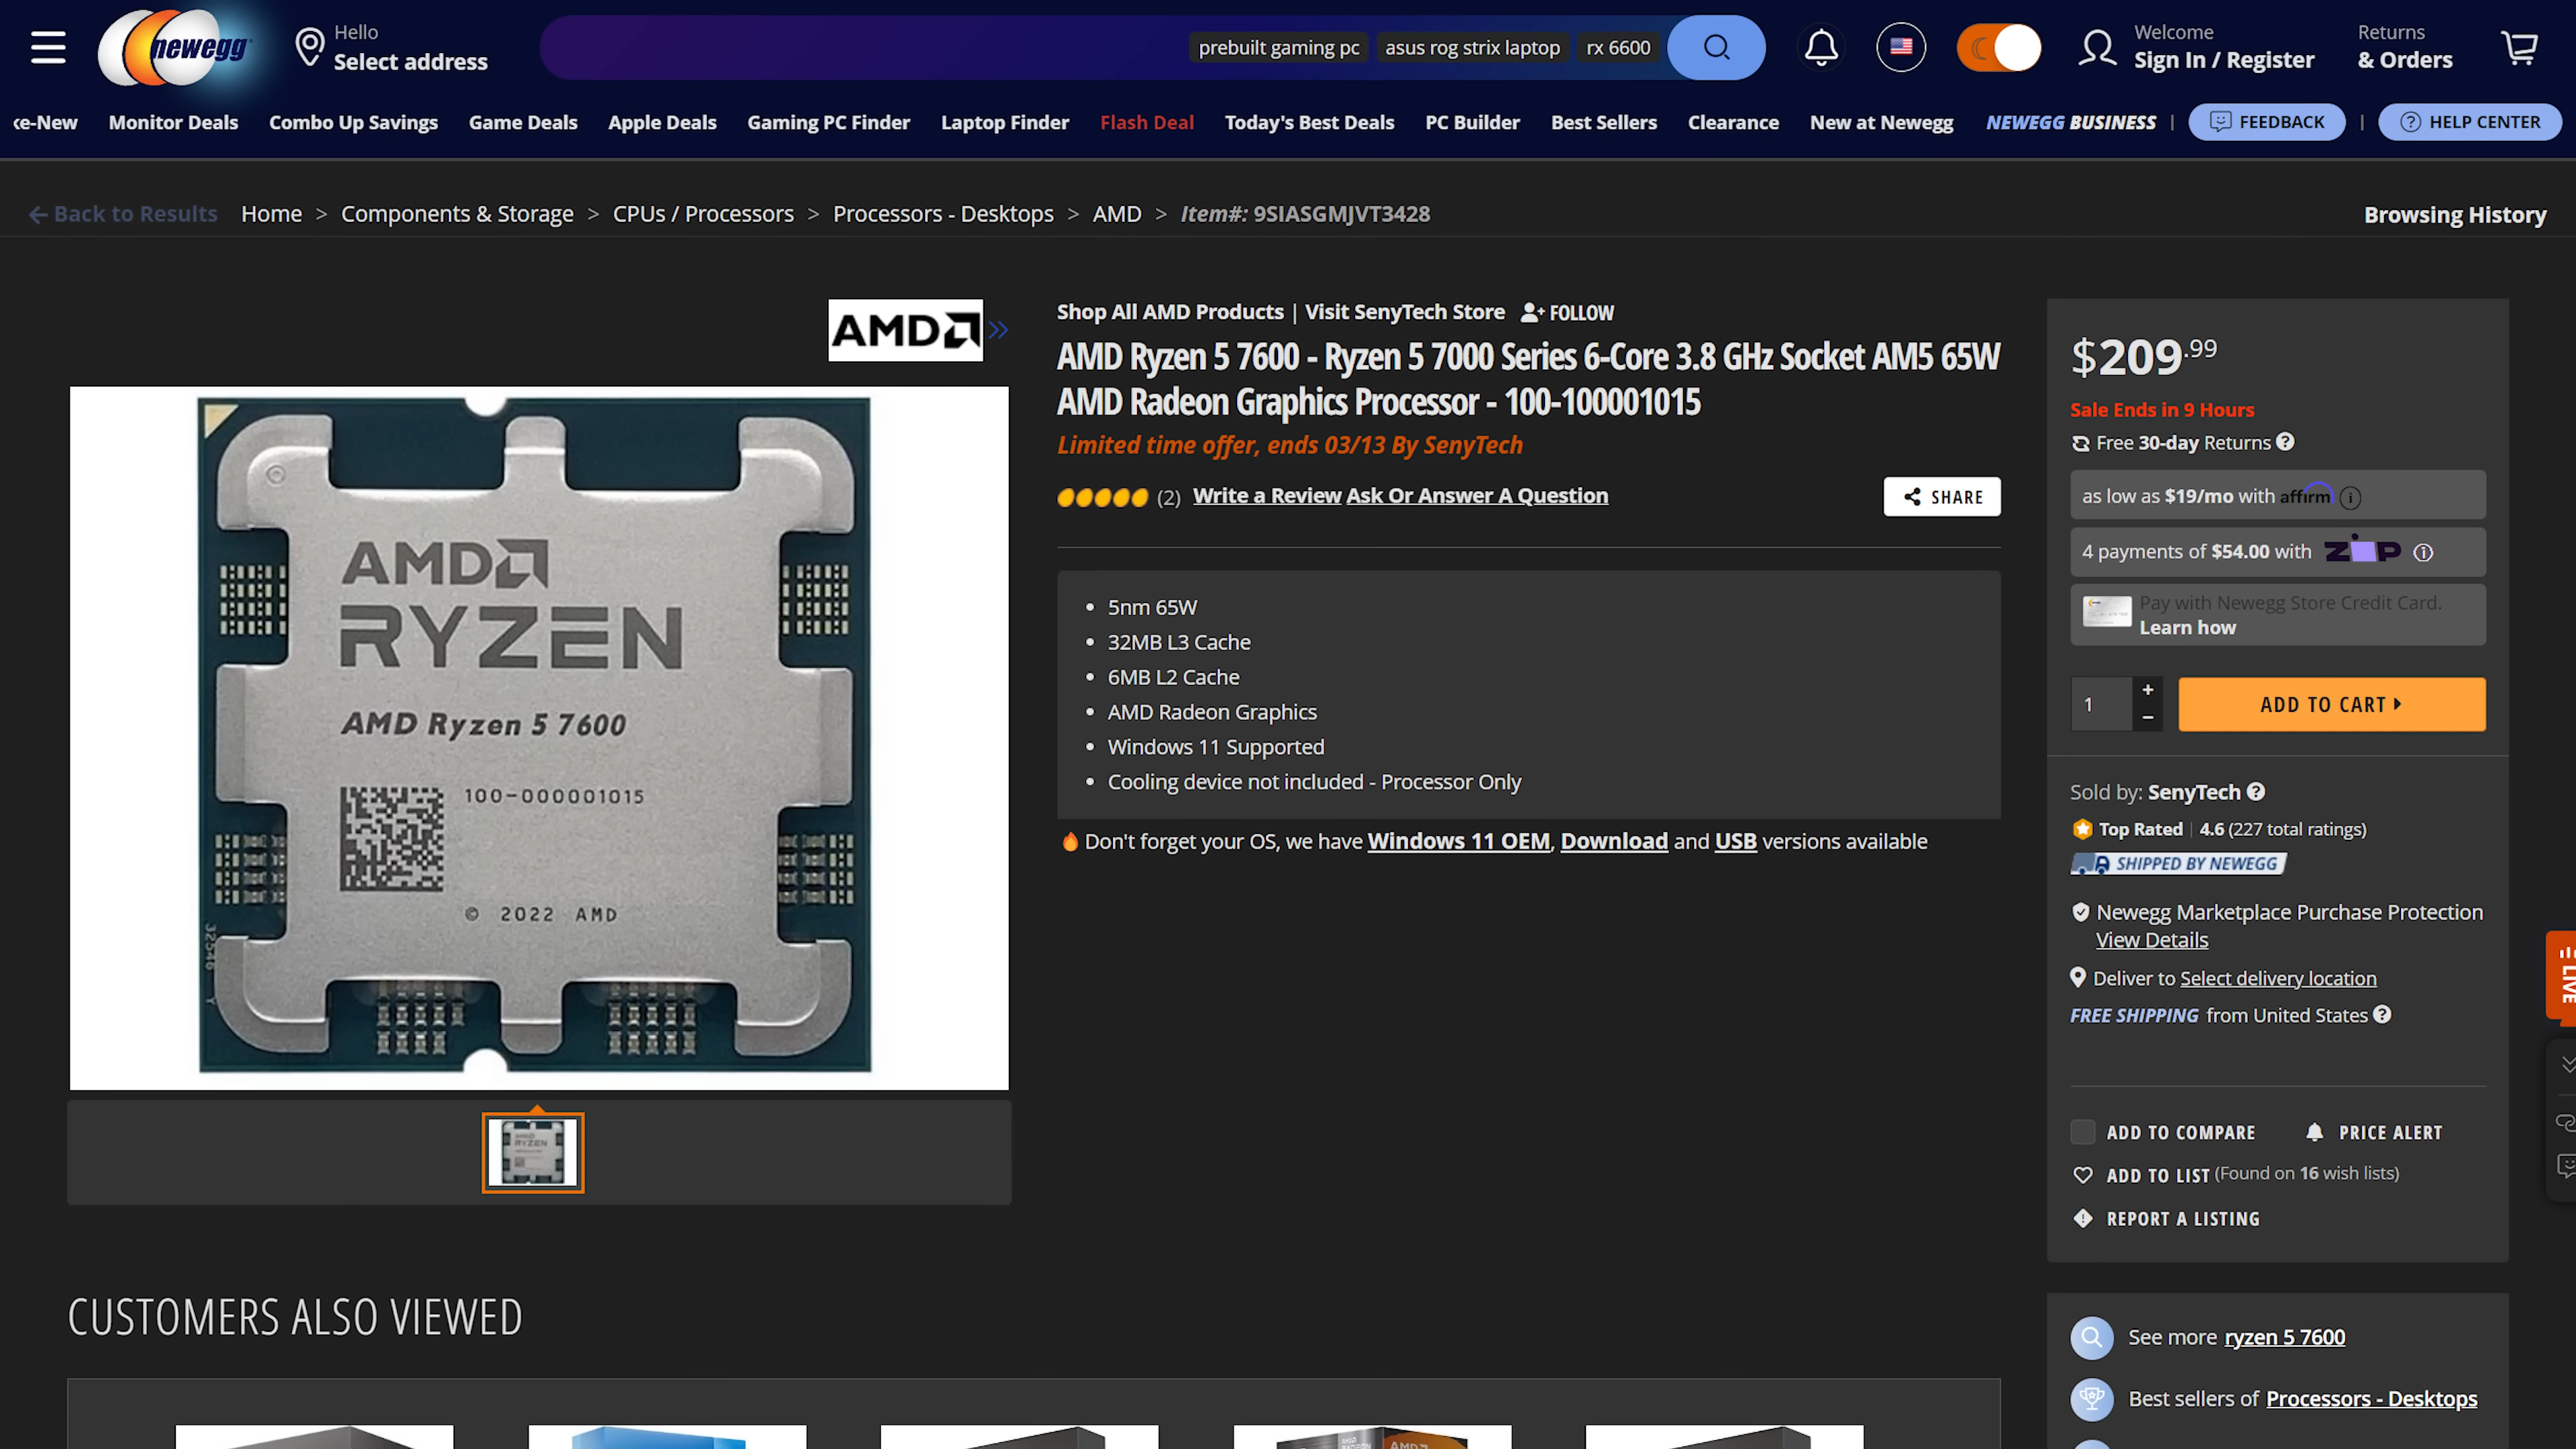 newegg
Hello
Select address
prebuilt gaming pc
asus rog strix laptop
rx 6600
Welcome
Sign In / Register
Returns
& Orders
Monitor Deals
Combo Up Savings
Game Deals
Apple Deals
Gaming PC Finder
Laptop Finder
Flash Deal
Today's Best Deals
PC Builder
Best Sellers
Clearance
New at Newegg
NEWEGG BUSINESS
FEEDBACK
HELP CENTER
Back to Results
Home > Components & Storage > CPUs / Processors > Processors - Desktops > AMD > Item#: 9SIASGMJVT3428
Browsing History
AMD
Shop All AMD Products | Visit SenyTech Store FOLLOW
AMD Ryzen 5 7600 - Ryzen 5 7000 Series 6-Core 3.8 GHz Socket AM5 65W
AMD Radeon Graphics Processor - 100-100001015
Limited time offer, ends 03/13 By SenyTech
(2) Write a Review Ask Or Answer A Question
SHARE
5nm 65W
32MB L3 Cache
6MB L2 Cache
AMD Radeon Graphics
Windows 11 Supported
Cooling device not included - Processor Only
Don't forget your OS, we have Windows 11 OEM, Download and USB versions available
AMD
RYZEN
AMD Ryzen 5 7600
100-000001015
© 2022 AMD
$209.99
Sale Ends in 9 Hours
Free 30-day Returns
as low as $19/mo with affirm
4 payments of $54.00 with zip
Pay with Newegg Store Credit Card.
Learn how
1
ADD TO CART
Sold by: SenyTech
Top Rated | 4.6 (227 total ratings)
SHIPPED BY NEWEGG
Newegg Marketplace Purchase Protection
View Details
Deliver to Select delivery location
FREE SHIPPING from United States
LIVE
ADD TO COMPARE
PRICE ALERT
ADD TO LIST (Found on 16 wish lists)
REPORT A LISTING
CUSTOMERS ALSO VIEWED
See more ryzen 5 7600
Best sellers of Processors - Desktops